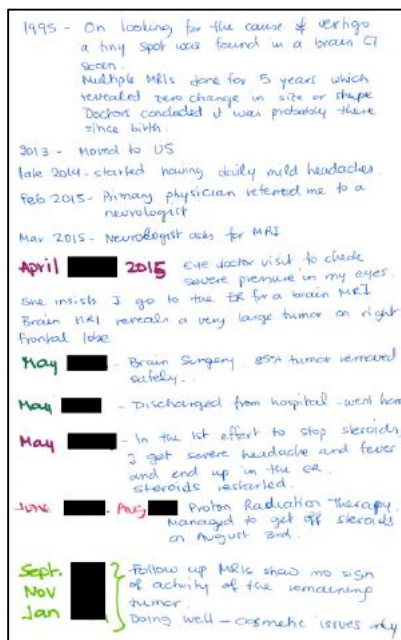 1995 - On looking for the cause of vertigo
a tiny spot was found in a brain CT
scan.
Multiple MRIs done for 5 years which
revealed zero change in size or shape
Doctors concluded it was probably there
since birth.
2013 - Moved to US
late 2014 - started having daily mild headaches.
Feb 2015 - Primary physician referred me to a
neurologist
Mar 2015 - Neurologist asks for MRI
April 2015 Eye doctor visit to check
severe pressure in my eyes.
She insists I go to the ER for a brain MRI
Brain MRI reveals a very large tumor on right
frontal lobe
May - Brain Surgery 85% tumor removed
safely..
May - Discharged from hospital - went hom
May - In the 1st effort to stop steroids,
I get severe headache and fever
and end up in the ER.
steroids restarted.
June - Aug Proton Radiation Therapy.
Managed to get off steroids
on August 3rd.
Sept. Follow up MRIs show no sign
Nov of activity of the remaining
tumor.
Jan Doing well - cosmetic issues only